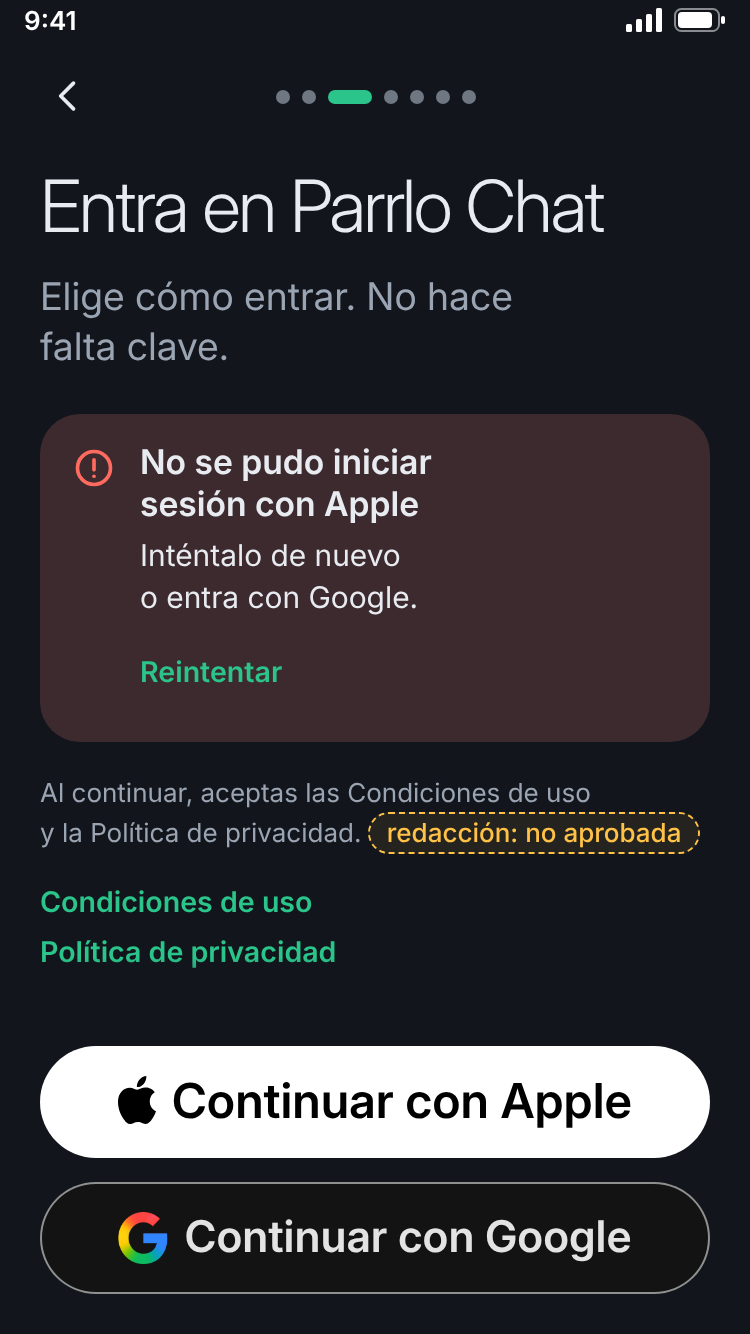 9:41
Entra en Parrlo Chat
Elige cómo entrar. No hace
falta clave.
No se pudo iniciar
sesión con Apple
Inténtalo de nuevo
o entra con Google.
Reintentar
Al continuar, aceptas las Condiciones de uso
y la Política de privacidad. redacción: no aprobada
Condiciones de uso
Política de privacidad
Continuar con Apple
Continuar con Google